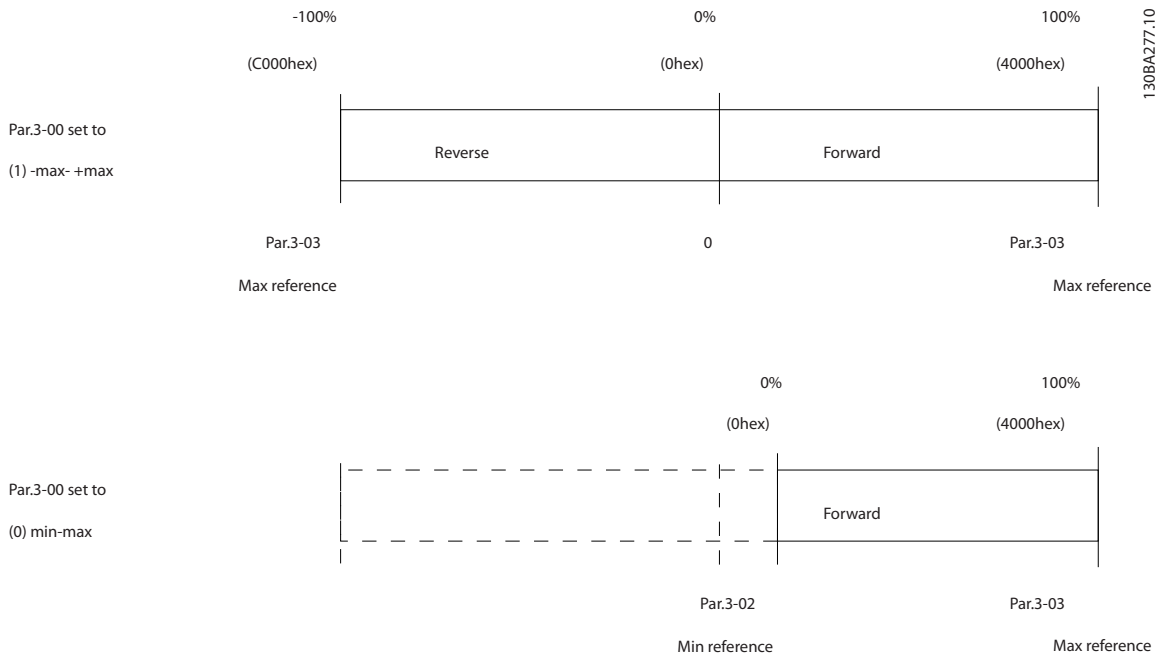 -100% 0% 100%
(C000hex) (0hex) (4000hex)
130BA277.10
Par.3-00 set to
(1) -max- +max
Reverse Forward
Par.3-03 0 Par.3-03
Max reference Max reference
0% 100%
(0hex) (4000hex)
Par.3-00 set to
(0) min-max
Forward
Par.3-02 Par.3-03
Min reference Max reference